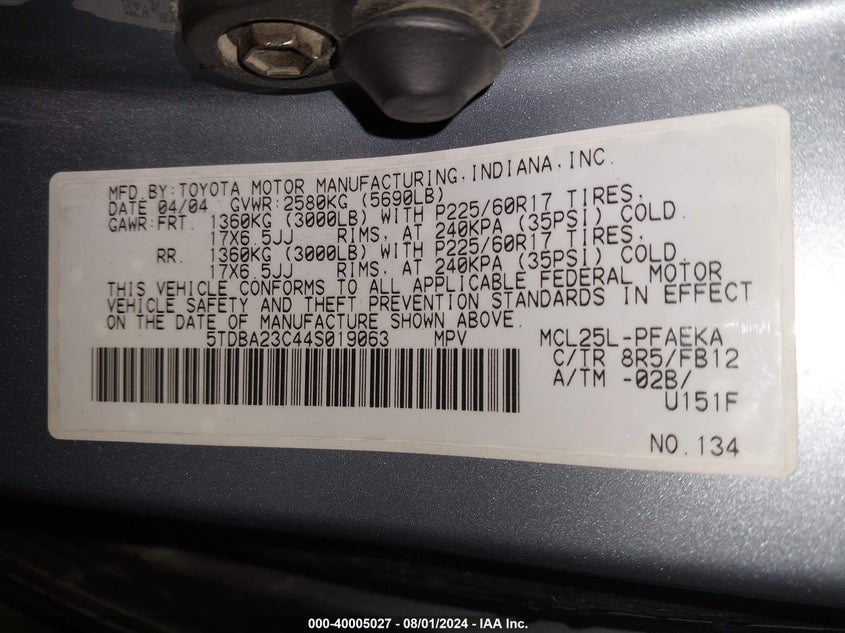 MFD.BY:TOYOTA MOTOR MANUFACTURING,INDIANA,INC.
DATE 04/04 GVWR:2580KG (5690LB)
GAWR:FRT. 1360KG (3000LB) WITH P225/60R17 TIRES,
17X6.5JJ RIMS, AT 240KPA (35PSI) COLD.
RR. 1360KG (3000LB) WITH P225/60R17 TIRES,
17X6.5JJ RIMS, AT 240KPA (35PSI) COLD.
THIS VEHICLE CONFORMS TO ALL APPLICABLE FEDERAL MOTOR
VEHICLE SAFETY AND THEFT PREVENTION STANDARDS IN EFFECT
ON THE DATE OF MANUFACTURE SHOWN ABOVE.
5TDBA23C44S019063 MPV MCL25L-PFAEKA
C/TR 8R5/FB12
A/TM -02B/
U151F
NO.134
000-40005027 - 08/01/2024 - IAA Inc.